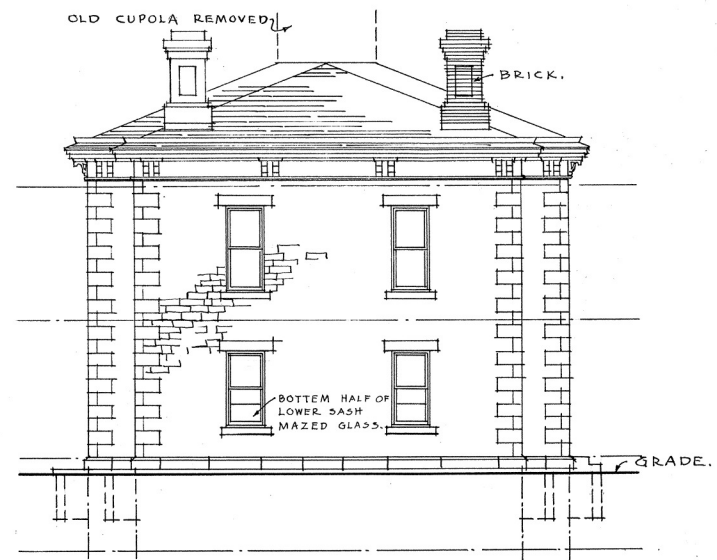 OLD CUPOLA REMOVED
BRICK.
BOTTEM HALF OF
LOWER SASH
MAZED GLASS.
GRADE.